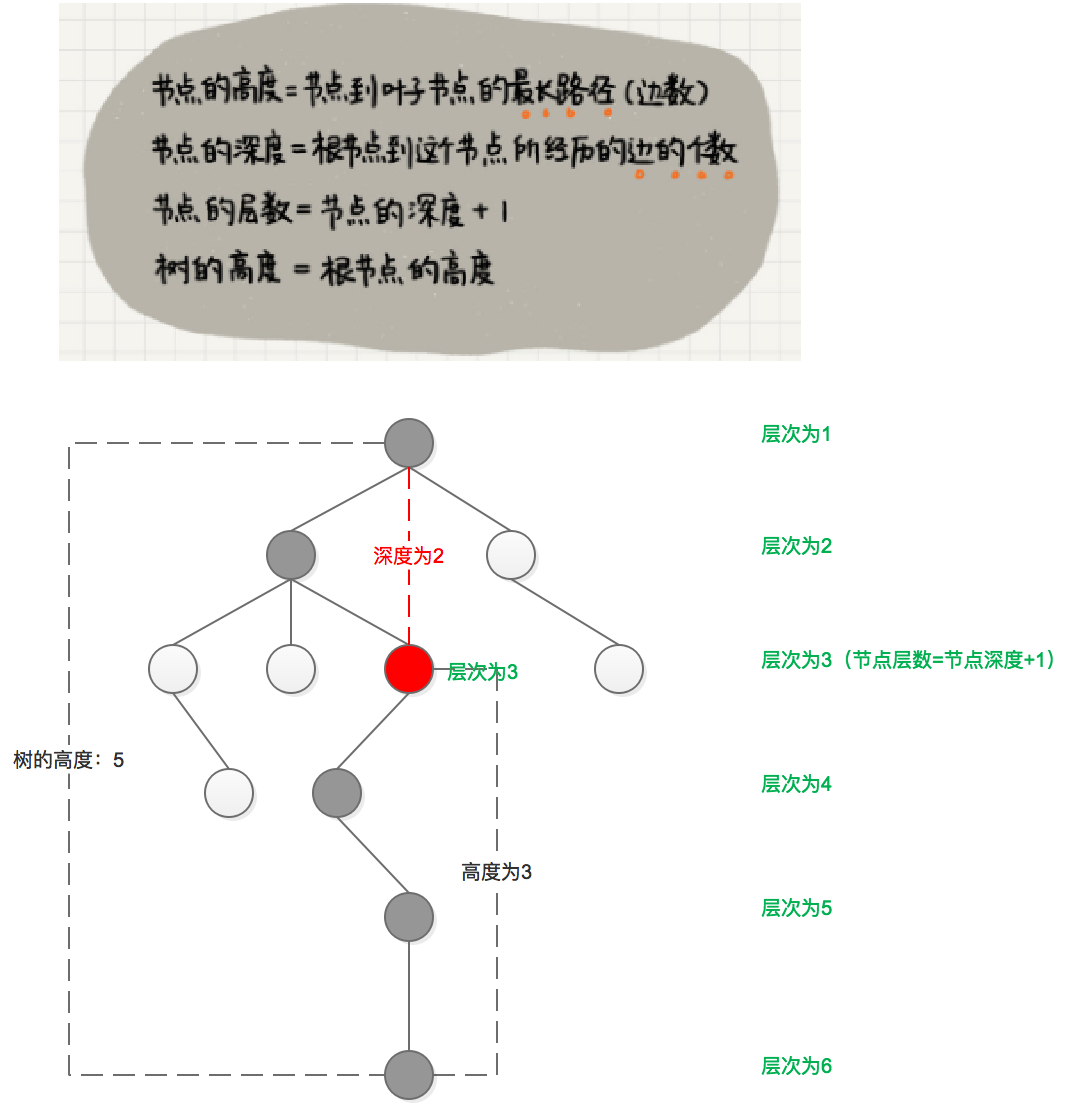 节点的高度=节点到叶子节点的最长路径(边数)
节点的深度=根节点到这个节点所经历的边的个数
节点的层数=节点的深度+1
树的高度=根节点的高度
层次为1
深度为2
层次为2
层次为3
层次为3（节点层数=节点深度+1）
树的高度：5
层次为4
高度为3
层次为5
层次为6